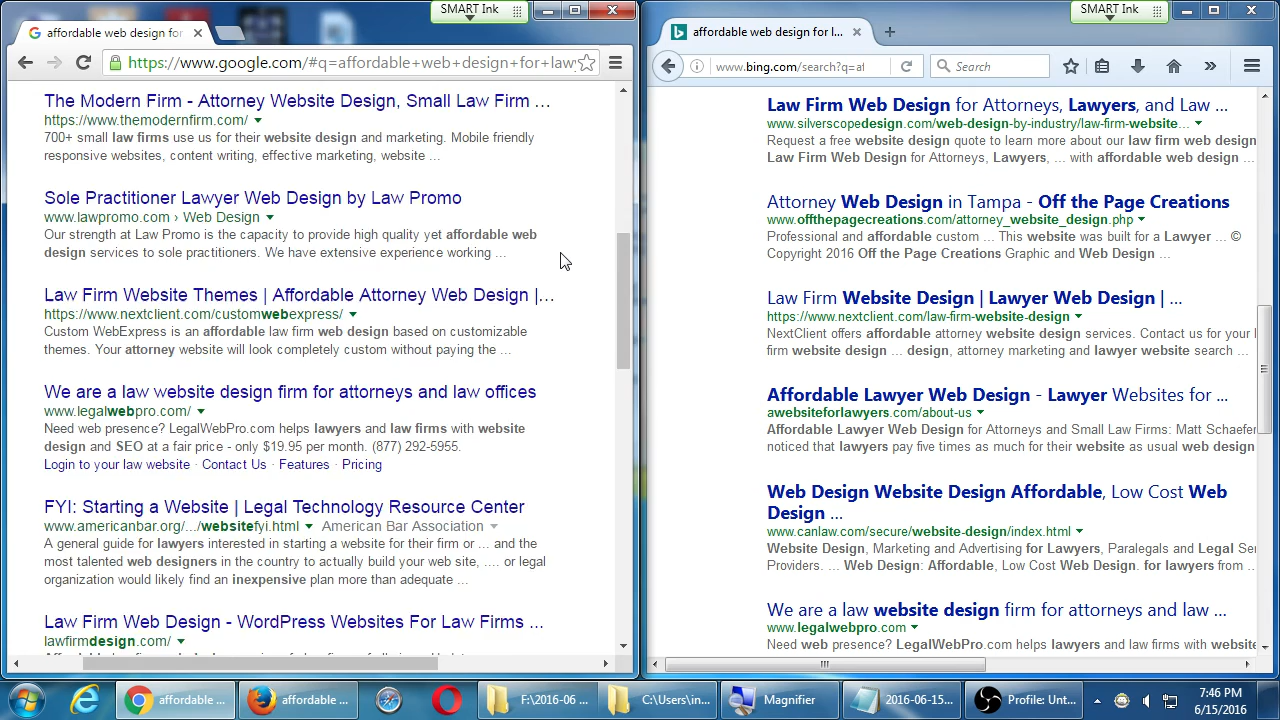 SMART Ink
affordable web design for
https://www.google.com/#q=affordable+web+design+for+law
The Modern Firm - Attorney Website Design, Small Law Firm ...
https://www.themodernfirm.com/
700+ small law firms use us for their website design and marketing. Mobile friendly
responsive websites, content writing, effective marketing, website ...
Sole Practitioner Lawyer Web Design by Law Promo
www.lawpromo.com › Web Design
Our strength at Law Promo is the capacity to provide high quality yet affordable web
design services to sole practitioners. We have extensive experience working ...
Law Firm Website Themes | Affordable Attorney Web Design |...
https://www.nextclient.com/customwebexpress/
Custom WebExpress is an affordable law firm web design based on customizable
themes. Your attorney website will look completely custom without paying the ...
We are a law website design firm for attorneys and law offices
www.legalwebpro.com/
Need web presence? LegalWebPro.com helps lawyers and law firms with website
design and SEO at a fair price - only $19.95 per month. (877) 292-5955.
Login to your law website · Contact Us · Features · Pricing
FYI: Starting a Website | Legal Technology Resource Center
www.americanbar.org/.../websitefyi.html American Bar Association
A general guide for lawyers interested in starting a website for their firm or ... and the
most talented web designers in the country to actually build your web site, .... or legal
organization would likely find an inexpensive plan more than adequate ...
Law Firm Web Design - WordPress Websites For Law Firms ...
lawfirmdesign.com/
SMART Ink
affordable web design for l...
www.bing.com/search?q=af
Search
Law Firm Web Design for Attorneys, Lawyers, and Law ...
www.silverscopedesign.com/web-design-by-industry/law-firm-website...
Request a free website design quote to learn more about our law firm web design
Law Firm Web Design for Attorneys, Lawyers, ... with affordable web design ...
Attorney Web Design in Tampa - Off the Page Creations
www.offthepagecreations.com/attorney_website_design.php
Professional and affordable custom ... This website was built for a Lawyer ... ©
Copyright 2016 Off the Page Creations Graphic and Web Design ...
Law Firm Website Design | Lawyer Web Design | ...
https://www.nextclient.com/law-firm-website-design
NextClient offers affordable attorney website design services. Contact us for your l
firm website design ... design, attorney marketing and lawyer website search ...
Affordable Lawyer Web Design - Lawyer Websites for ...
awebsiteforlawyers.com/about-us
Affordable Lawyer Web Design for Attorneys and Small Law Firms: Matt Schaefer
noticed that lawyers pay five times as much for their website as usual web design
Web Design Website Design Affordable, Low Cost Web
Design ...
www.canlaw.com/secure/website-design/index.html
Website Design, Marketing and Advertising for Lawyers, Paralegals and Legal Ser
Providers. ... Web Design: Affordable, Low Cost Web Design. for lawyers from ...
We are a law website design firm for attorneys and law ...
www.legalwebpro.com
Need web presence? LegalWebPro.com helps lawyers and law firms with website
affordable ...
affordable ...
F:\2016-06 ...
C:\Users\in...
Magnifier
2016-06-15...
Profile: Unt...
7:46 PM
6/15/2016